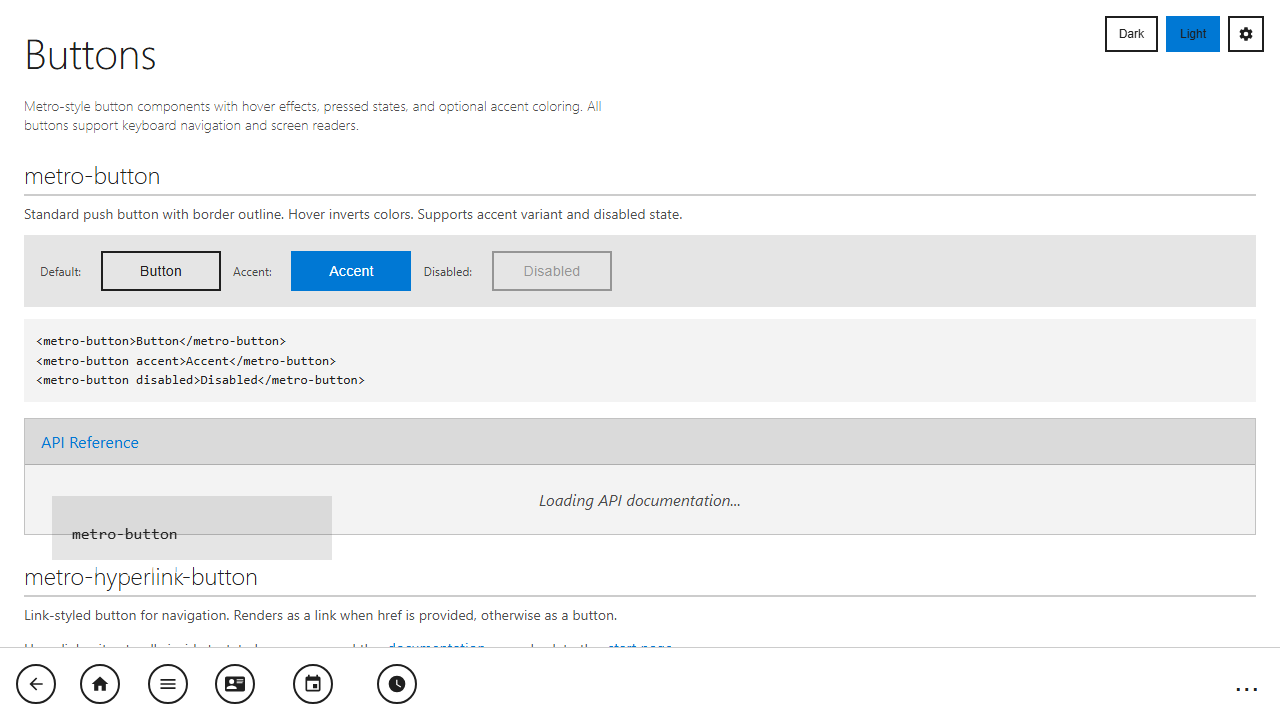 Buttons
Dark
Light
Metro-style button components with hover effects, pressed states, and optional accent coloring. All
buttons support keyboard navigation and screen readers.
metro-button
Standard push button with border outline. Hover inverts colors. Supports accent variant and disabled state.
Default:
Button
Accent:
Accent
Disabled:
Disabled
<metro-button>Button</metro-button>
<metro-button accent>Accent</metro-button>
<metro-button disabled>Disabled</metro-button>
API Reference
Loading API documentation...
metro-button
metro-hyperlink-button
Link-styled button for navigation. Renders as a link when href is provided, otherwise as a button.
documentation
start page
...